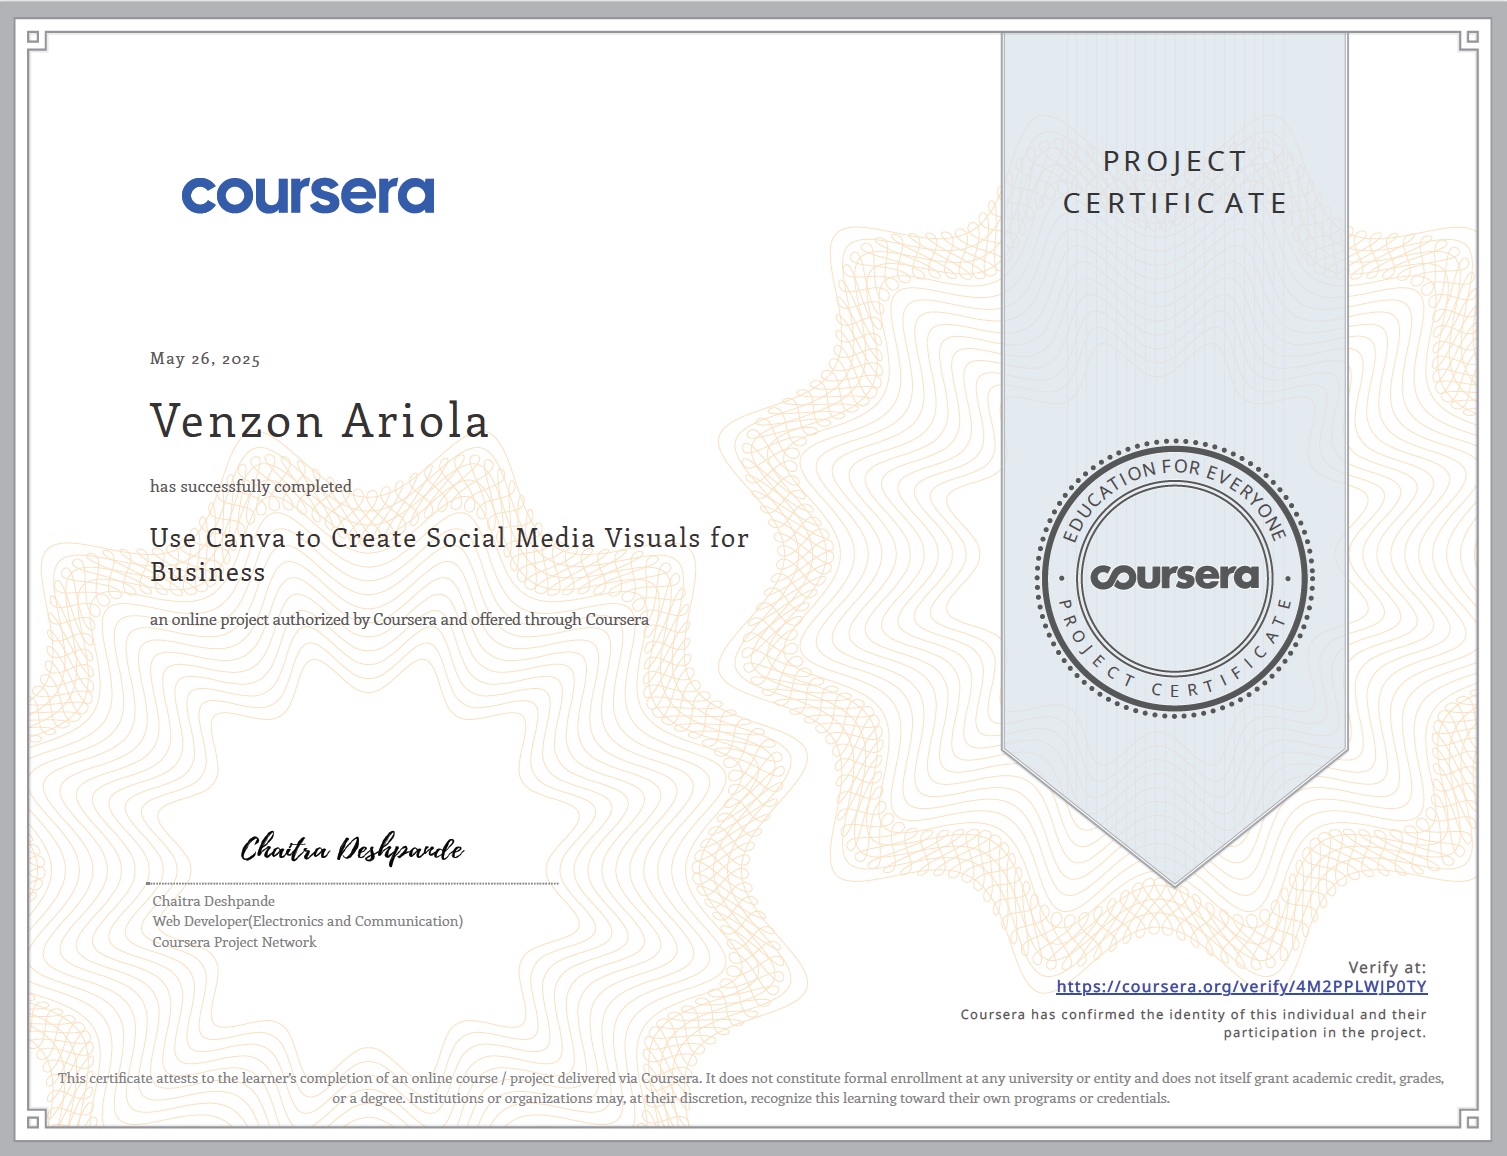 coursera
PROJECT
CERTIFICATE
May 26, 2025
Venzon Ariola
has successfully completed
Use Canva to Create Social Media Visuals for
Business
an online project authorized by Coursera and offered through Coursera
EDUCATION FOR EVERYONE
coursera
PROJECT CERTIFICATE
Chaitra Deshpande
Chaitra Deshpande
Web Developer(Electronics and Communication)
Coursera Project Network
Verify at:
https://coursera.org/verify/4M2PPLWJP0TY
Coursera has confirmed the identity of this individual and their
participation in the project.
This certificate attests to the learner's completion of an online course / project delivered via Coursera. It does not constitute formal enrollment at any university or entity and does not itself grant academic credit, grades,
or a degree. Institutions or organizations may, at their discretion, recognize this learning toward their own programs or credentials.